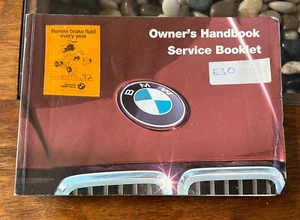 Renew brake fluid
every year.
Owner's Handbook
Service Booklet
E30
BMW